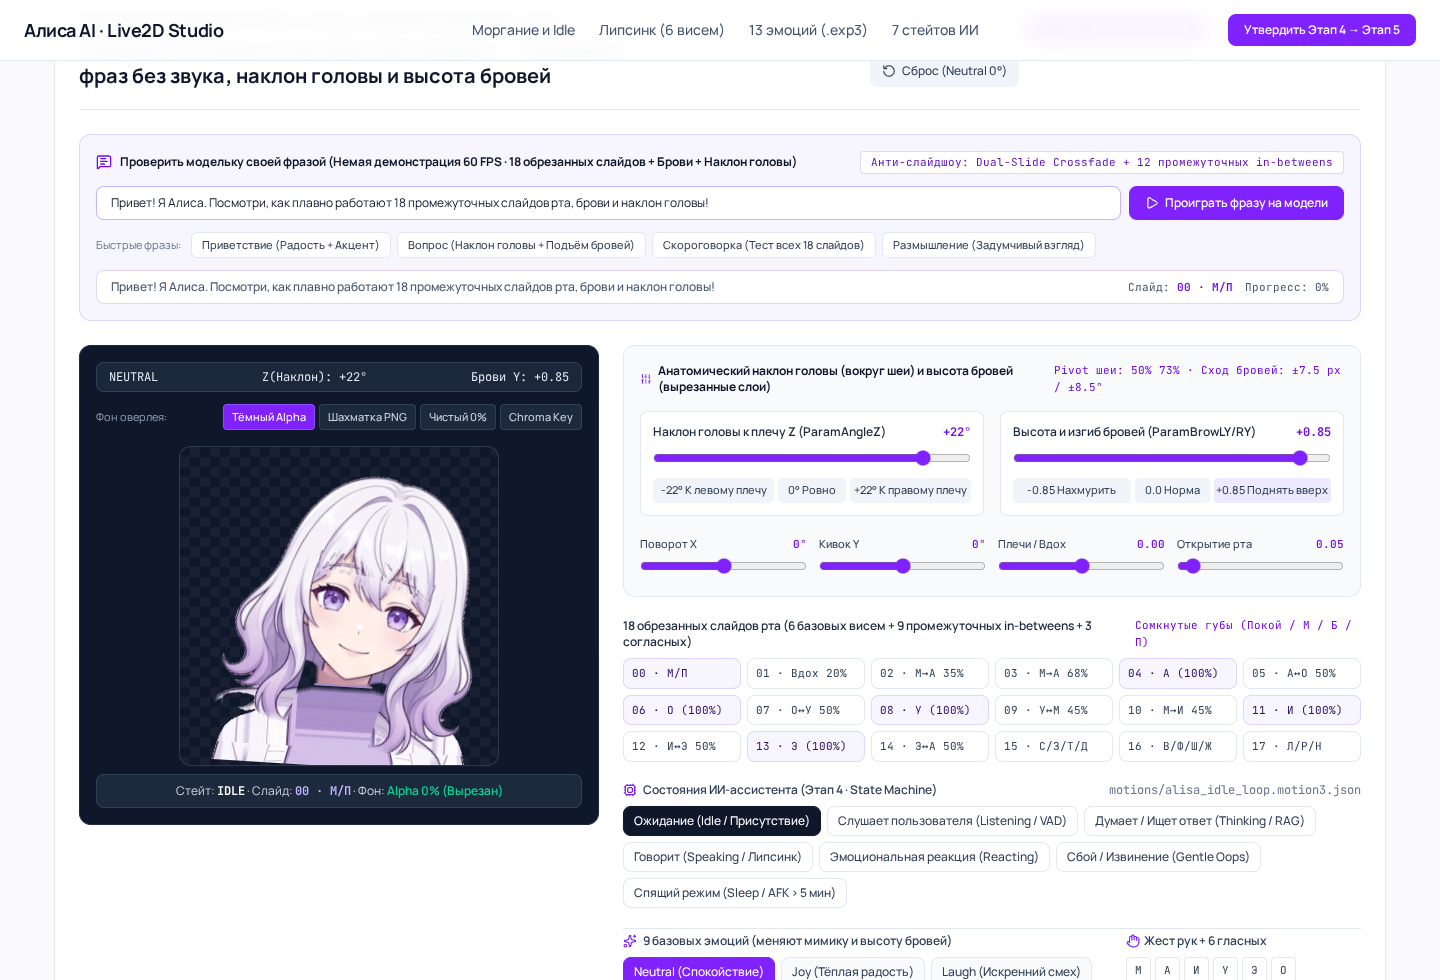 Алиса AI · Live2D Studio
Моргание и Idle
Липсинк (6 висем)
13 эмоций (.exp3)
7 стейтов ИИ
Утвердить Этап 4 → Этап 5
фраз без звука, наклон головы и высота бровей
Сброс (Neutral 0°)
Проверить модельку своей фразой (Немая демонстрация 60 FPS · 18 обрезанных слайдов + Брови + Наклон головы)
Анти-слайдшоу: Dual-Slide Crossfade + 12 промежуточных in-betweens
Привет! Я Алиса. Посмотри, как плавно работают 18 промежуточных слайдов рта, брови и наклон головы!
Проиграть фразу на модели
Быстрые фразы:
Приветствие (Радость + Акцент)
Вопрос (Наклон головы + Подъём бровей)
Скороговорка (Тест всех 18 слайдов)
Размышление (Задумчивый взгляд)
Привет! Я Алиса. Посмотри, как плавно работают 18 промежуточных слайдов рта, брови и наклон головы!
Слайд: 00 · М/П Прогресс: 0%
NEUTRAL
Z(Наклон): +22°
Брови Y: +0.85
Фон оверлея:
Тёмный Alpha
Шахматка PNG
Чистый 0%
Chroma Key
Стейт: IDLE · Слайд: 00 · М/П · Фон: Alpha 0% (Вырезан)
Анатомический наклон головы (вокруг шеи) и высота бровей
(вырезанные слои)
Pivot шеи: 50% 73% · Сход бровей: ±7.5 px
/ ±8.5°
Наклон головы к плечу Z (ParamAngleZ)
+22°
-22° К левому плечу
0° Ровно
+22° К правому плечу
Высота и изгиб бровей (ParamBrowLY/RY)
+0.85
-0.85 Нахмурить
0.0 Норма
+0.85 Поднять вверх
Поворот X
0°
Кивок Y
0°
Плечи / Вдох
0.00
Открытие рта
0.05
18 обрезанных слайдов рта (6 базовых висем + 9 промежуточных in-betweens + 3
согласных)
Сомкнутые губы (Покой / М / Б /
П)
00 · М/П
01 · Вдох 20%
02 · М→А 35%
03 · М→А 68%
04 · А (100%)
05 · А↔О 50%
06 · О (100%)
07 · О↔У 50%
08 · У (100%)
09 · У↔М 45%
10 · М→И 45%
11 · И (100%)
12 · И↔Э 50%
13 · Э (100%)
14 · Э↔А 50%
15 · С/З/Т/Д
16 · В/Ф/Ш/Ж
17 · Л/Р/Н
Состояния ИИ-ассистента (Этап 4 · State Machine)
motions/alisa_idle_loop.motion3.json
Ожидание (Idle / Присутствие)
Слушает пользователя (Listening / VAD)
Думает / Ищет ответ (Thinking / RAG)
Говорит (Speaking / Липсинк)
Эмоциональная реакция (Reacting)
Сбой / Извинение (Gentle Oops)
Спящий режим (Sleep / AFK > 5 мин)
9 базовых эмоций (меняют мимику и высоту бровей)
Жест рук + 6 гласных
Neutral (Спокойствие)
Joy (Тёплая радость)
Laugh (Искренний смех)
М
А
И
У
Э
О